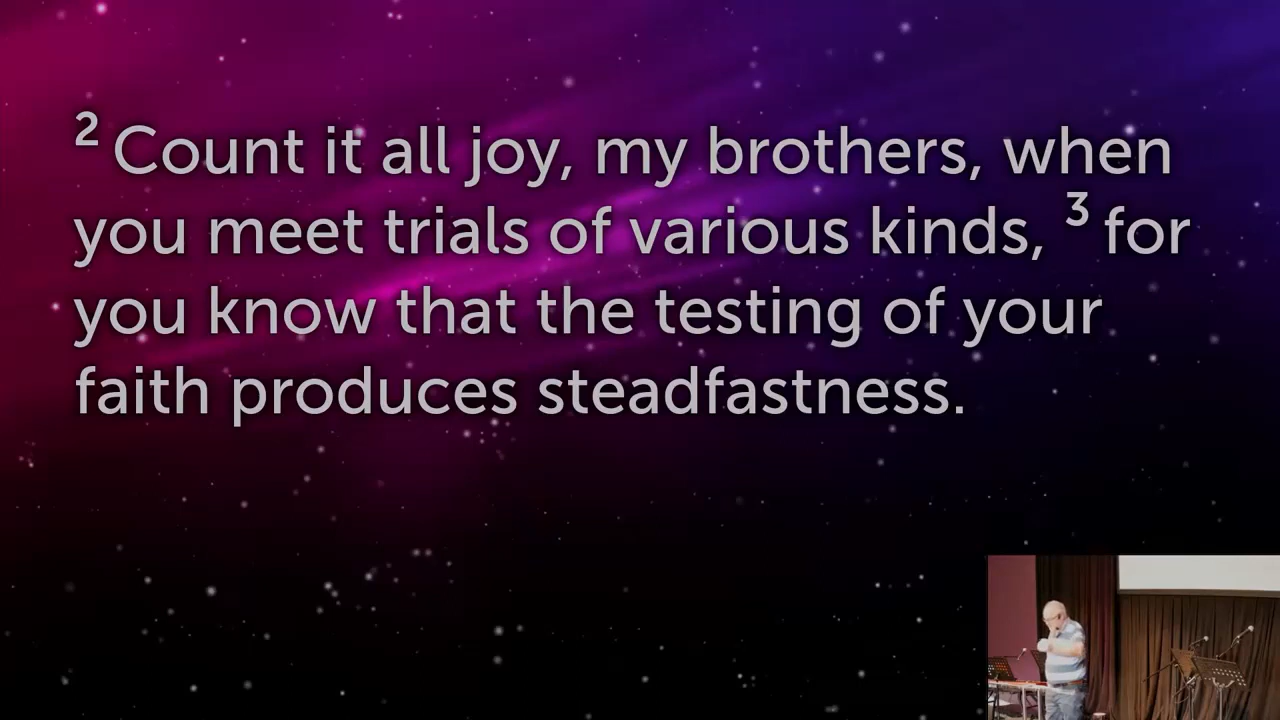 2 Count it all joy, my brothers, when
you meet trials of various kinds, 3 for
you know that the testing of your
faith produces steadfastness.